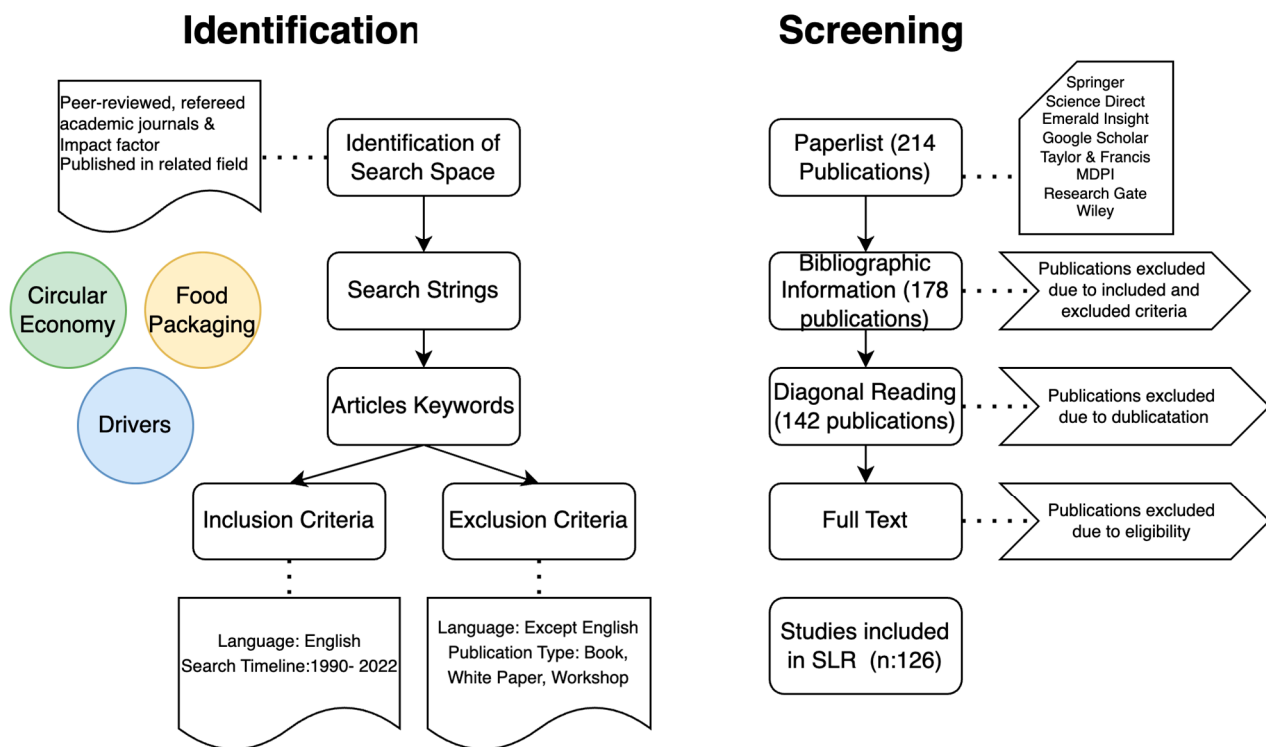 Identification
Peer-reviewed, refereed
academic journals &
Impact factor
Published in related field
Identification of
Search Space
Search Strings
Circular
Economy
Food
Packaging
Drivers
Articles Keywords
Inclusion Criteria
Exclusion Criteria
Language: English
Search Timeline:1990- 2022
Language: Except English
Publication Type: Book,
White Paper, Workshop
Screening
Paperlist (214
Publications)
Springer
Science Direct
Emerald Insight
Google Scholar
Taylor & Francis
MDPI
Research Gate
Wiley
Bibliographic
Information (178
publications)
Publications excluded
due to included and
excluded criteria
Diagonal Reading
(142 publications)
Publications excluded
due to dublicatation
Full Text
Publications excluded
due to eligibility
Studies included
in SLR (n:126)